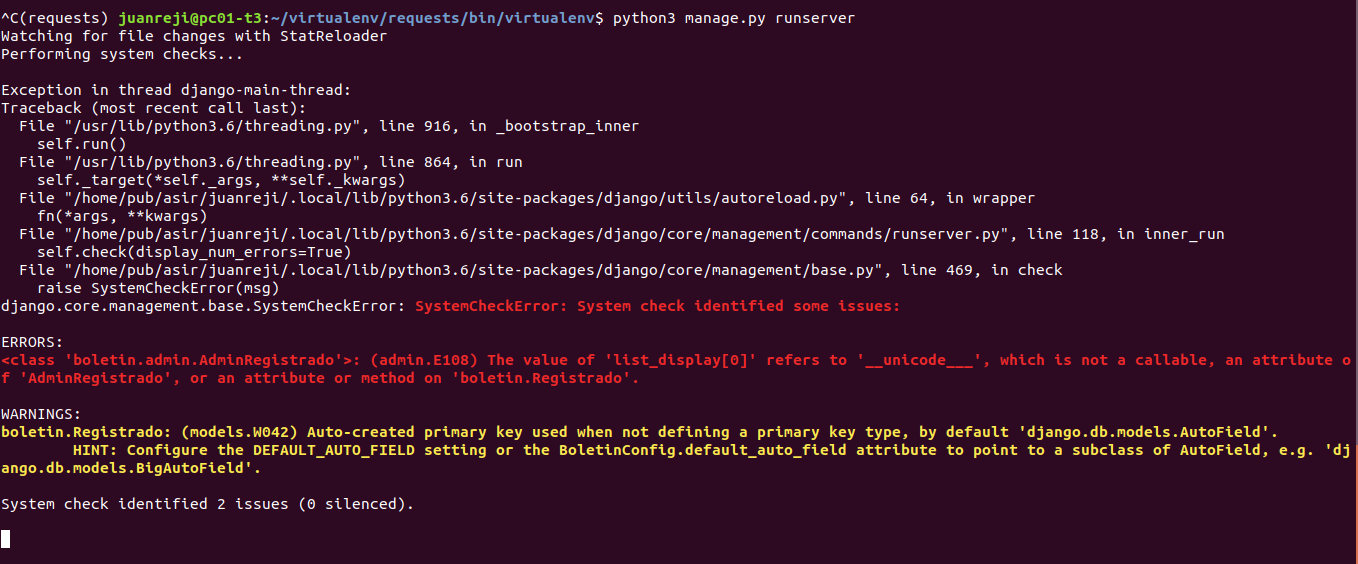 ^C(requests) juanreji@pc01-t3:~/virtualenv/requests/bin/virtualenv$ python3 manage.py runserver
Watching for file changes with StatReloader
Performing system checks...
Exception in thread django-main-thread:
Traceback (most recent call last):
  File "/usr/lib/python3.6/threading.py", line 916, in _bootstrap_inner
    self.run()
  File "/usr/lib/python3.6/threading.py", line 864, in run
    self._target(*self._args, **self._kwargs)
  File "/home/pub/asir/juanreji/.local/lib/python3.6/site-packages/django/utils/autoreload.py", line 64, in wrapper
    fn(*args, **kwargs)
  File "/home/pub/asir/juanreji/.local/lib/python3.6/site-packages/django/core/management/commands/runserver.py", line 118, in inner_run
    self.check(display_num_errors=True)
  File "/home/pub/asir/juanreji/.local/lib/python3.6/site-packages/django/core/management/base.py", line 469, in check
    raise SystemCheckError(msg)
django.core.management.base.SystemCheckError: SystemCheckError: System check identified some issues:
ERRORS:
<class 'boletin.admin.AdminRegistrado'>: (admin.E108) The value of 'list_display[0]' refers to '__unicode___', which is not a callable, an attribute o
f 'AdminRegistrado', or an attribute or method on 'boletin.Registrado'.
WARNINGS:
boletin.Registrado: (models.W042) Auto-created primary key used when not defining a primary key type, by default 'django.db.models.AutoField'.
        HINT: Configure the DEFAULT_AUTO_FIELD setting or the BoletinConfig.default_auto_field attribute to point to a subclass of AutoField, e.g. 'dj
ango.db.models.BigAutoField'.
System check identified 2 issues (0 silenced).